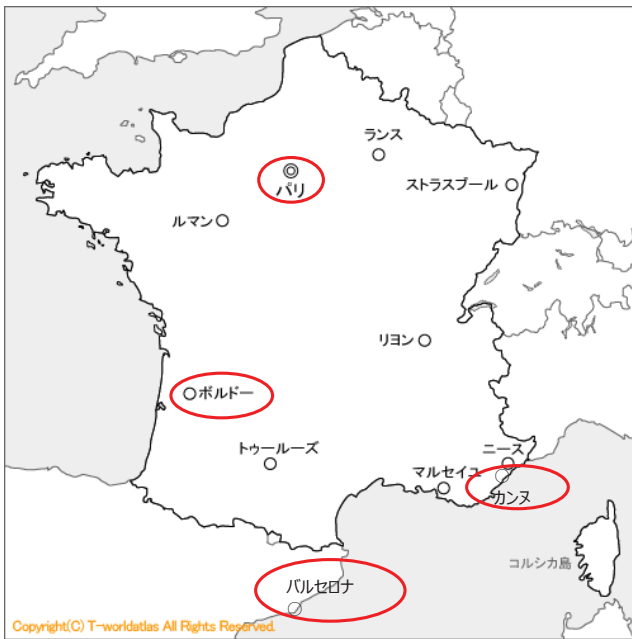 ランス
パリ
ストラスブール
ルマン
リヨン
ボルドー
トゥールーズ
ニース
マルセイユ
カンヌ
コルシカ島
バルセロナ
Copyright(C) T-worldatlas All Rights Reserved.